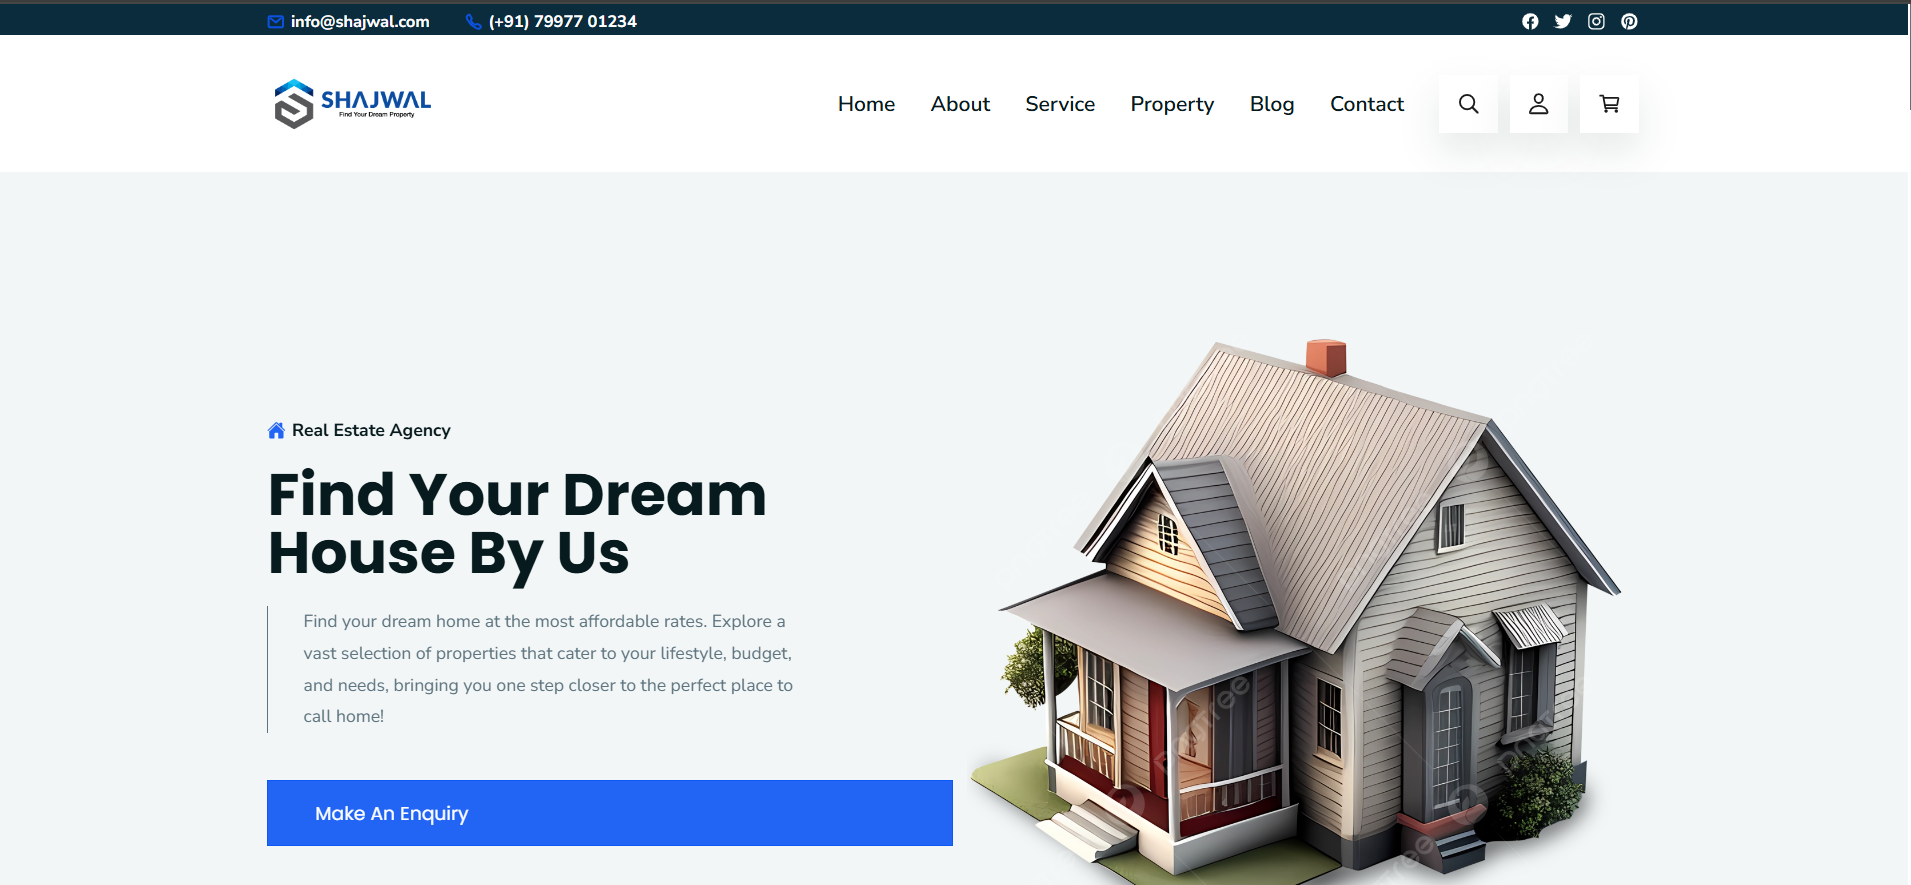 info@shajwal.com (+91) 79977 01234
SHAJWAL
Find Your Dream Property
Home About Service Property Blog Contact
Real Estate Agency
Find Your Dream
House By Us
Find your dream home at the most affordable rates. Explore a
vast selection of properties that cater to your lifestyle, budget,
and needs, bringing you one step closer to the perfect place to
call home!
Make An Enquiry